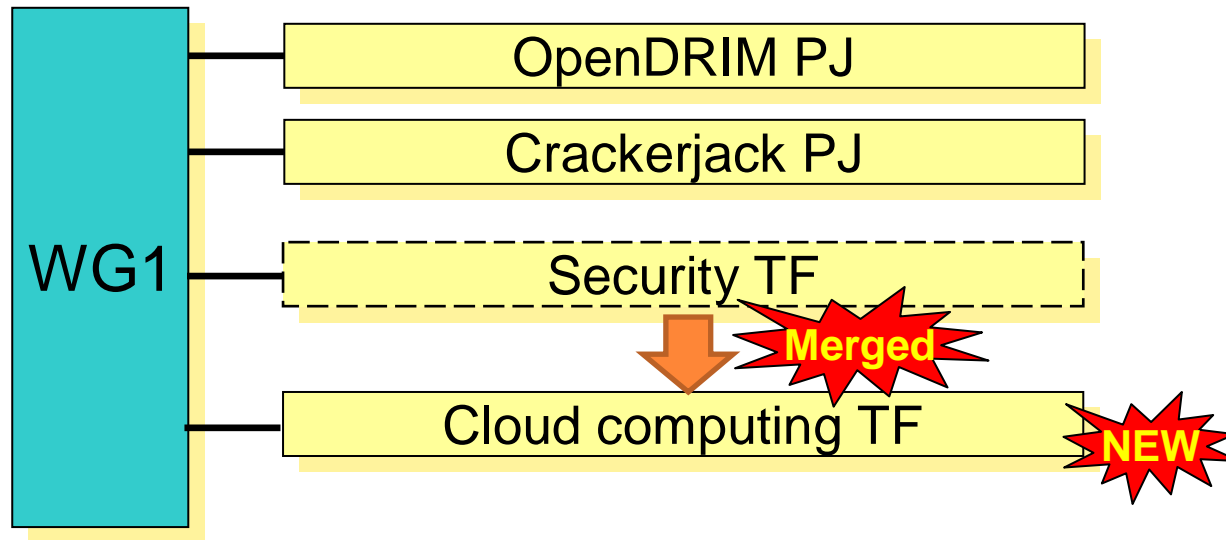 OpenDRIM PJ
Crackerjack PJ
WG1
Security TF
Merged
Cloud computing TF
NEW